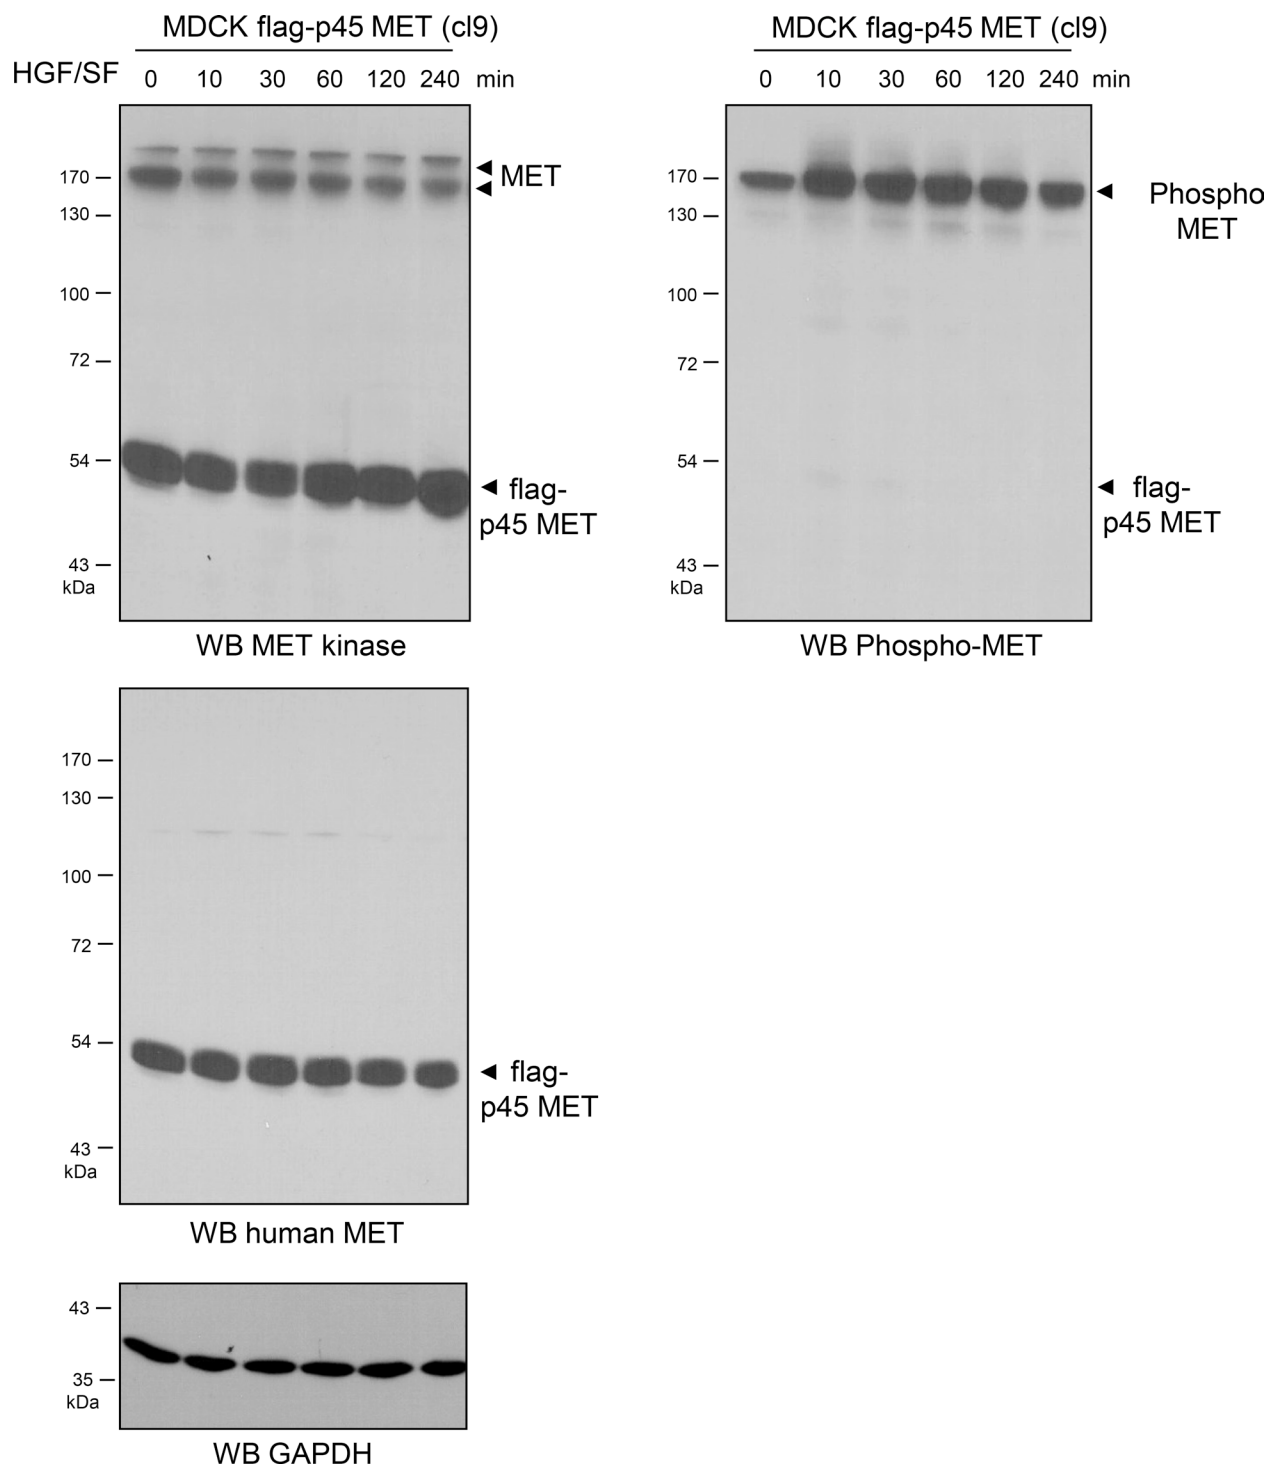 MDCK flag-p45 MET (cl9)
HGF/SF 0 10 30 60 120 240 min
170
130
100
72
54
43
kDa
MET
flag-
p45 MET
WB MET kinase
MDCK flag-p45 MET (cl9)
0 10 30 60 120 240 min
170
130
100
72
54
43
kDa
Phospho
MET
flag-
p45 MET
WB Phospho-MET
170
130
100
72
54
43
kDa
flag-
p45 MET
WB human MET
43
35
kDa
WB GAPDH